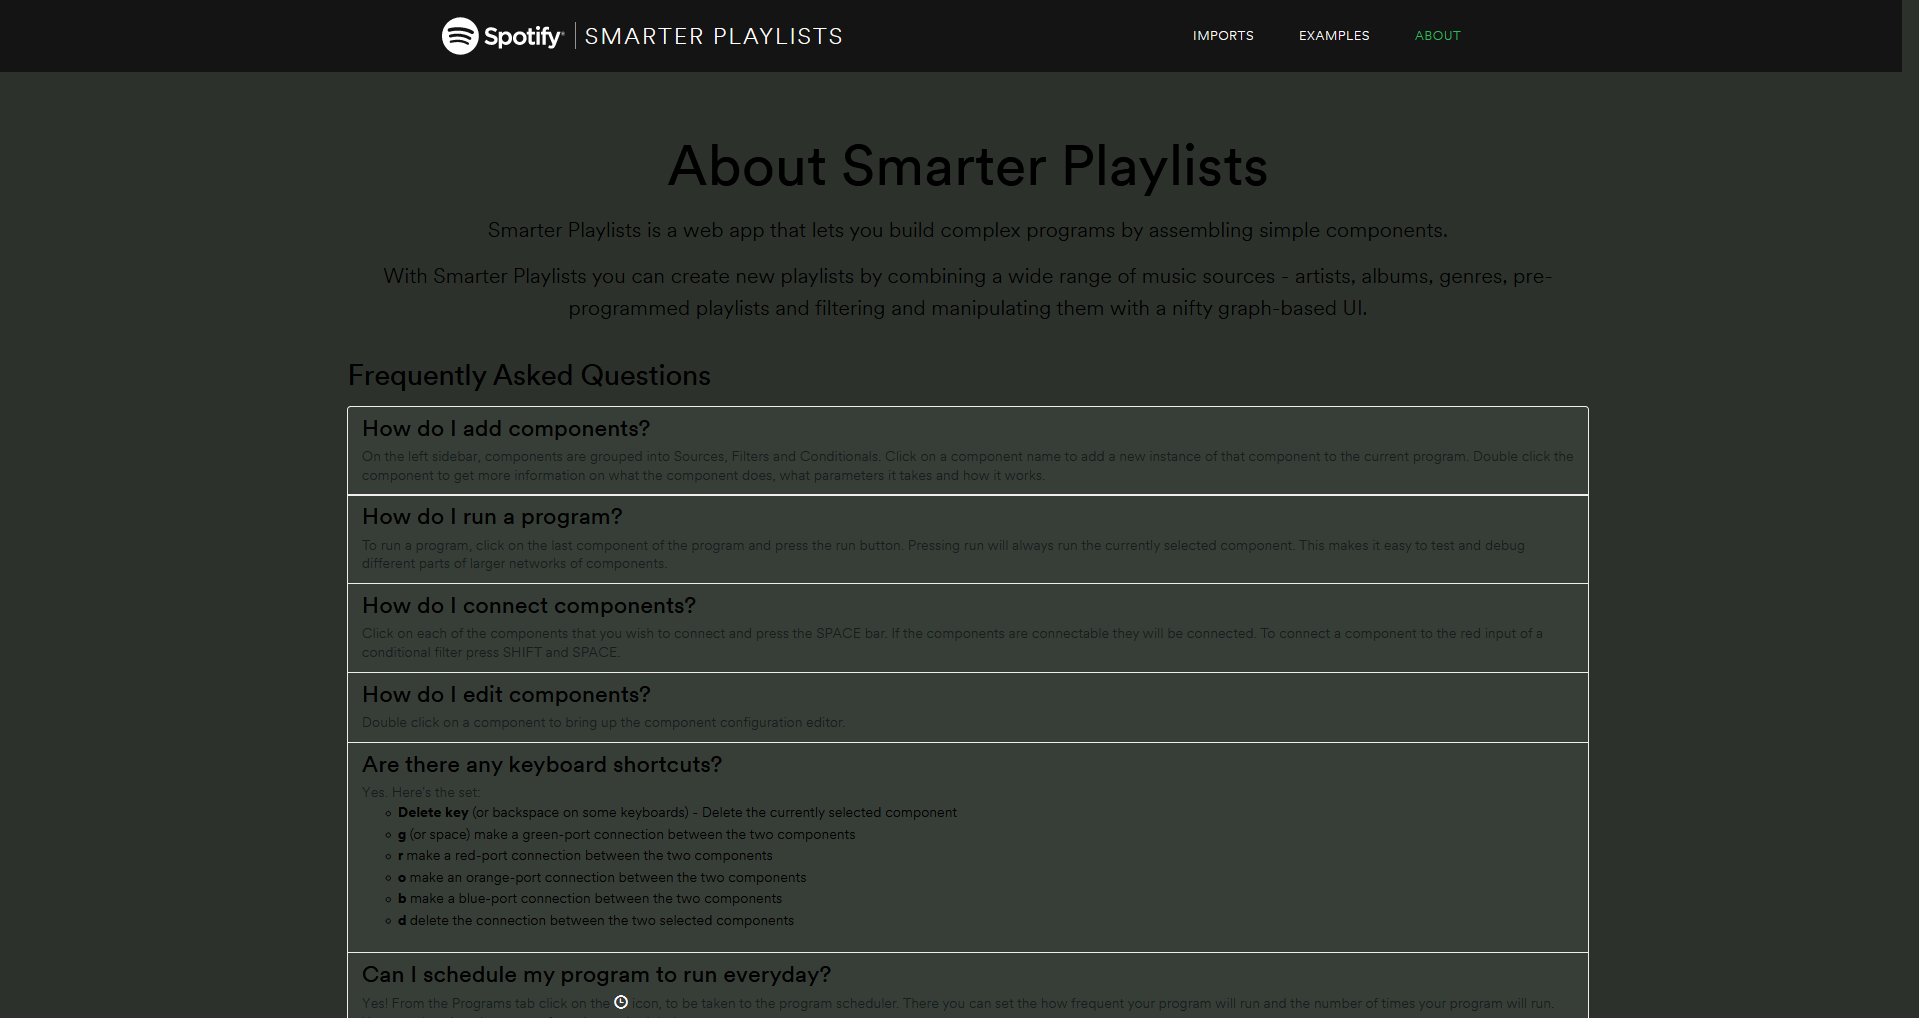 Spotify® SMARTER PLAYLISTS IMPORTS EXAMPLES ABOUT
About Smarter Playlists
Smarter Playlists is a web app that lets you build complex programs by assembling simple components.
With Smarter Playlists you can create new playlists by combining a wide range of music sources - artists, albums, genres, pre-
programmed playlists and filtering and manipulating them with a nifty graph-based UI.
Frequently Asked Questions
How do I add components?
On the left sidebar, components are grouped into Sources, Filters and Conditionals. Click on a component name to add a new instance of that component to the current program. Double click the
component to get more information on what the component does, what parameters it takes and how it works.
How do I run a program?
To run a program, click on the last component of the program and press the run button. Pressing run will always run the currently selected component. This makes it easy to test and debug
different parts of larger networks of components.
How do I connect components?
Click on each of the components that you wish to connect and press the SPACE bar. If the components are connectable they will be connected. To connect a component to the red input of a
conditional filter press SHIFT and SPACE.
How do I edit components?
Double click on a component to bring up the component configuration editor.
Are there any keyboard shortcuts?
Yes. Here's the set:
Delete key (or backspace on some keyboards) - Delete the currently selected component
g (or space) make a green-port connection between the two components
r make a red-port connection between the two components
o make an orange-port connection between the two components
b make a blue-port connection between the two components
d delete the connection between the two selected components
Can I schedule my program to run everyday?
Yes! From the Programs tab click on the icon, to be taken to the program scheduler. There you can set the how frequent your program will run and the number of times your program will run.